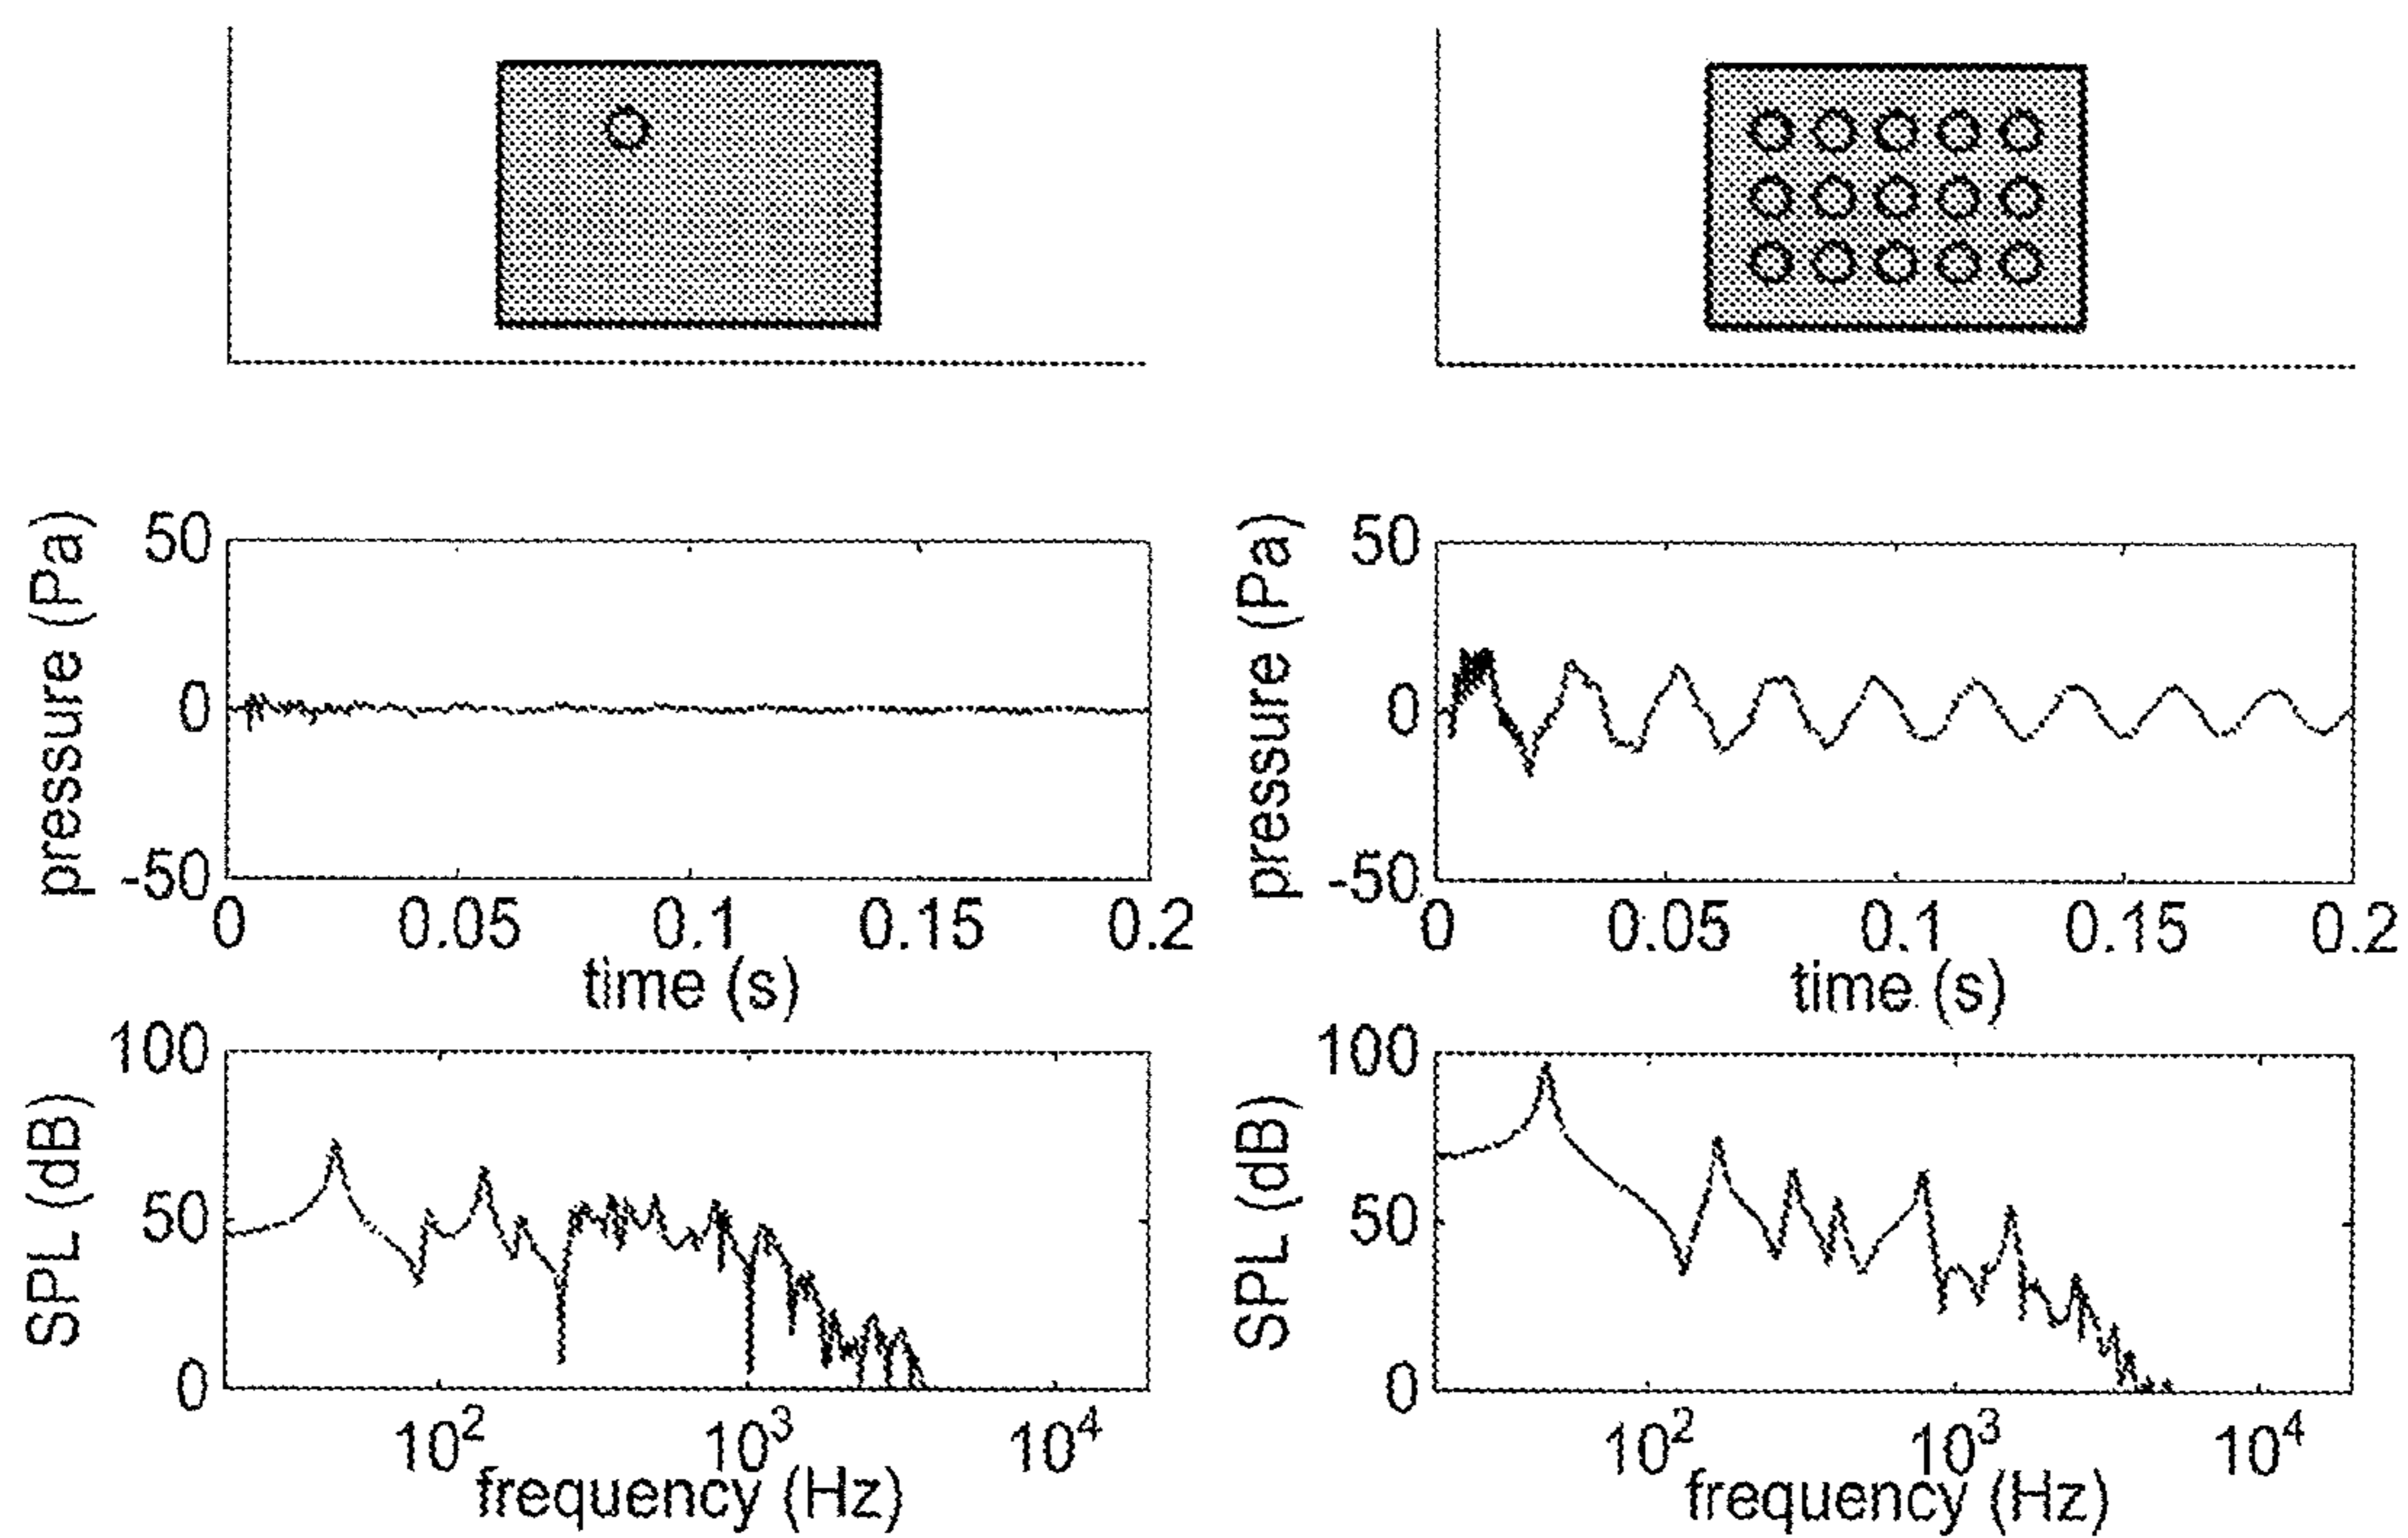 pressure (Pa)
50
0
-50
0 0.05 0.1 0.15 0.2
time (s)
pressure (Pa)
50
0
-50
0 0.05 0.1 0.15 0.2
time (s)
SPL (dB)
100
50
0
10² 10³ 10⁴
frequency (Hz)
SPL (dB)
100
50
0
10² 10³ 10⁴
frequency (Hz)